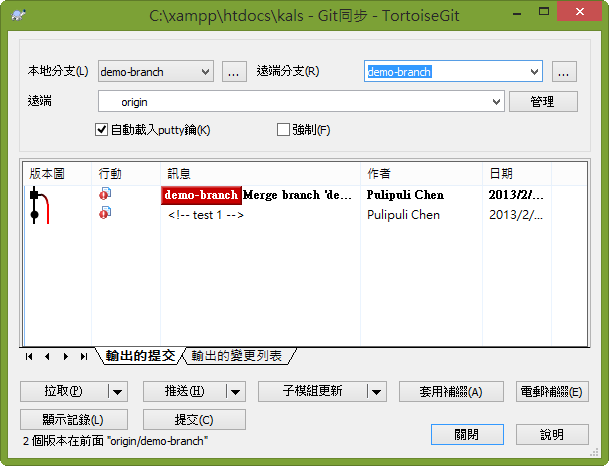 C:\xampp\htdocs\kals - Git同步 - TortoiseGit
本地分支(L) demo-branch ... 遠端分支(R) demo-branch ...
遠端 origin 管理
自動載入putty鑰(K) 強制(F)
版本圖 行動 訊息 作者 日期
demo-branch Merge branch 'de... Pulipuli Chen 2013/2/...
<!-- test 1 --> Pulipuli Chen 2013/2/...
輸出的提交 輸出的變更列表
拉取(P) 推送(H) 子模組更新 套用補綴(A) 電郵補綴(E)
顯示記錄(L) 提交(C)
2 個版本在前面 "origin/demo-branch" 關閉 說明